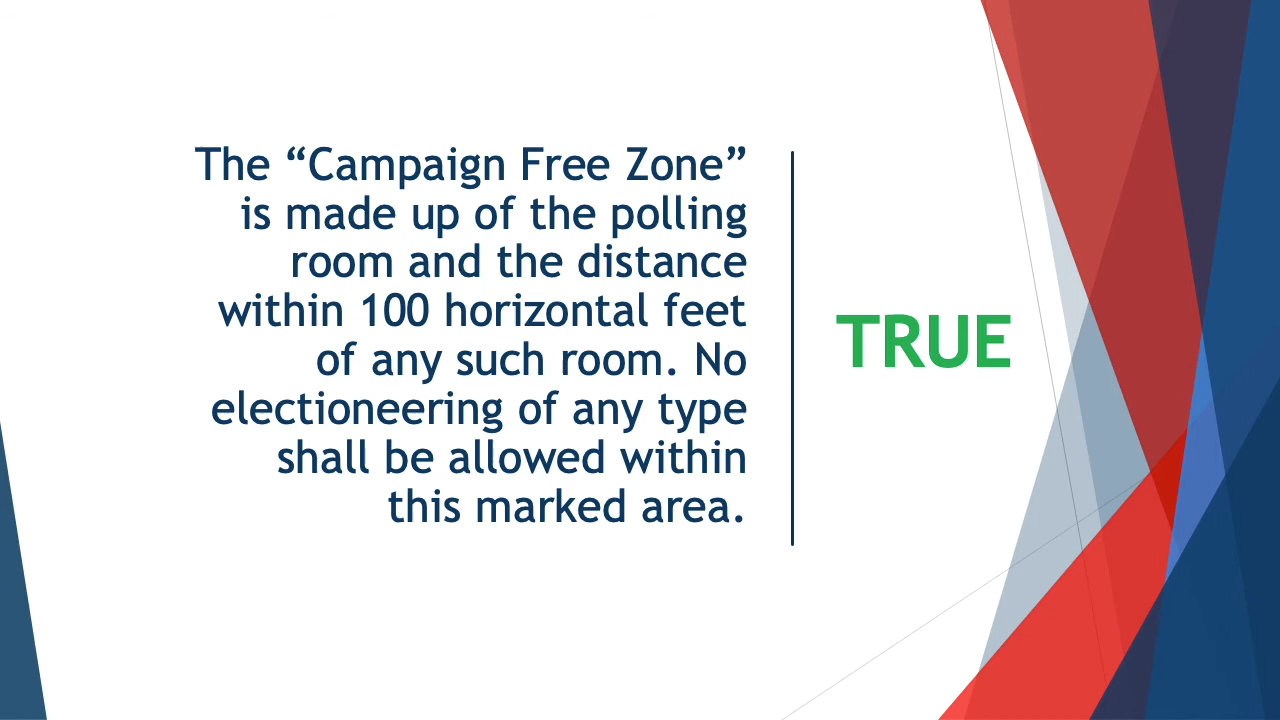 The “Campaign Free Zone”
is made up of the polling
room and the distance
within 100 horizontal feet
of any such room. No
electioneering of any type
shall be allowed within
this marked area.
TRUE